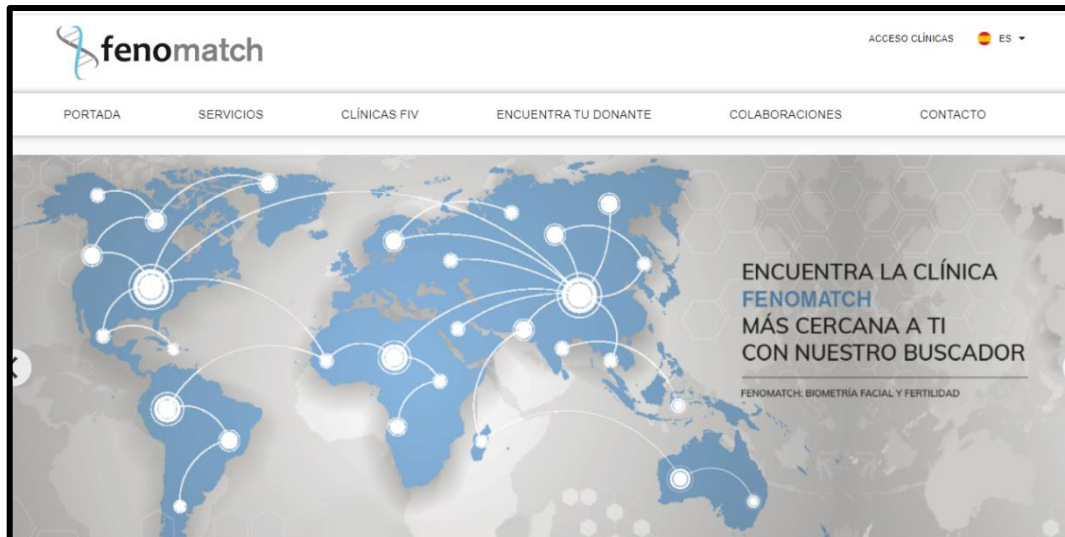 fenomatch
ACCESO CLÍNICAS ES
PORTADA SERVICIOS CLÍNICAS FIV ENCUENTRA TU DONANTE COLABORACIONES CONTACTO
ENCUENTRA LA CLÍNICA
FENOMATCH
MÁS CERCANA A TI
CON NUESTRO BUSCADOR
FENOMATCH: BIOMETRÍA FACIAL Y FERTILIDAD